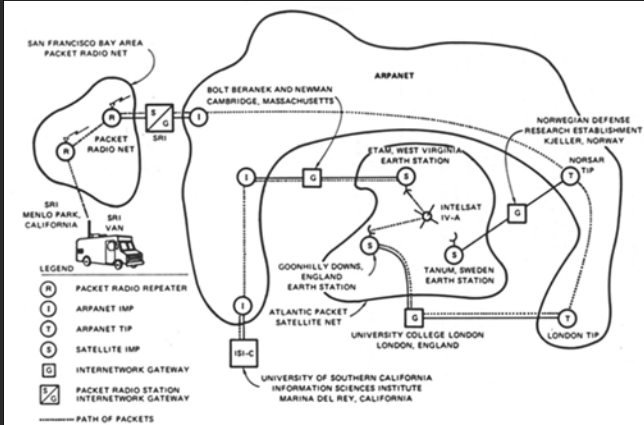 SAN FRANCISCO BAY AREA
PACKET RADIO NET
ARPANET
BOLT BERANEK AND NEWMAN
CAMBRIDGE, MASSACHUSETTS
NORWEGIAN DEFENSE
RESEARCH ESTABLISHMENT
KJELLER, NORWAY
R
PACKET
RADIO NET
R
S/G
SRI
I
ETAM, WEST VIRGINIA
EARTH STATION
NORSAR
TIP
T
I
G
S
INTELSAT
IV-A
G
SRI
MENLO PARK,
CALIFORNIA
SRI
VAN
S
GOONHILLY DOWNS,
ENGLAND
EARTH STATION
S
TANUM, SWEDEN
EARTH STATION
I
ATLANTIC PACKET
SATELLITE NET
G
UNIVERSITY COLLEGE LONDON
LONDON, ENGLAND
T
LONDON TIP
ISI-C
UNIVERSITY OF SOUTHERN CALIFORNIA
INFORMATION SCIENCES INSTITUTE
MARINA DEL REY, CALIFORNIA
LEGEND
R PACKET RADIO REPEATER
I ARPANET IMP
T ARPANET TIP
S SATELLITE IMP
G INTERNETWORK GATEWAY
S/G PACKET RADIO STATION
INTERNETWORK GATEWAY
PATH OF PACKETS